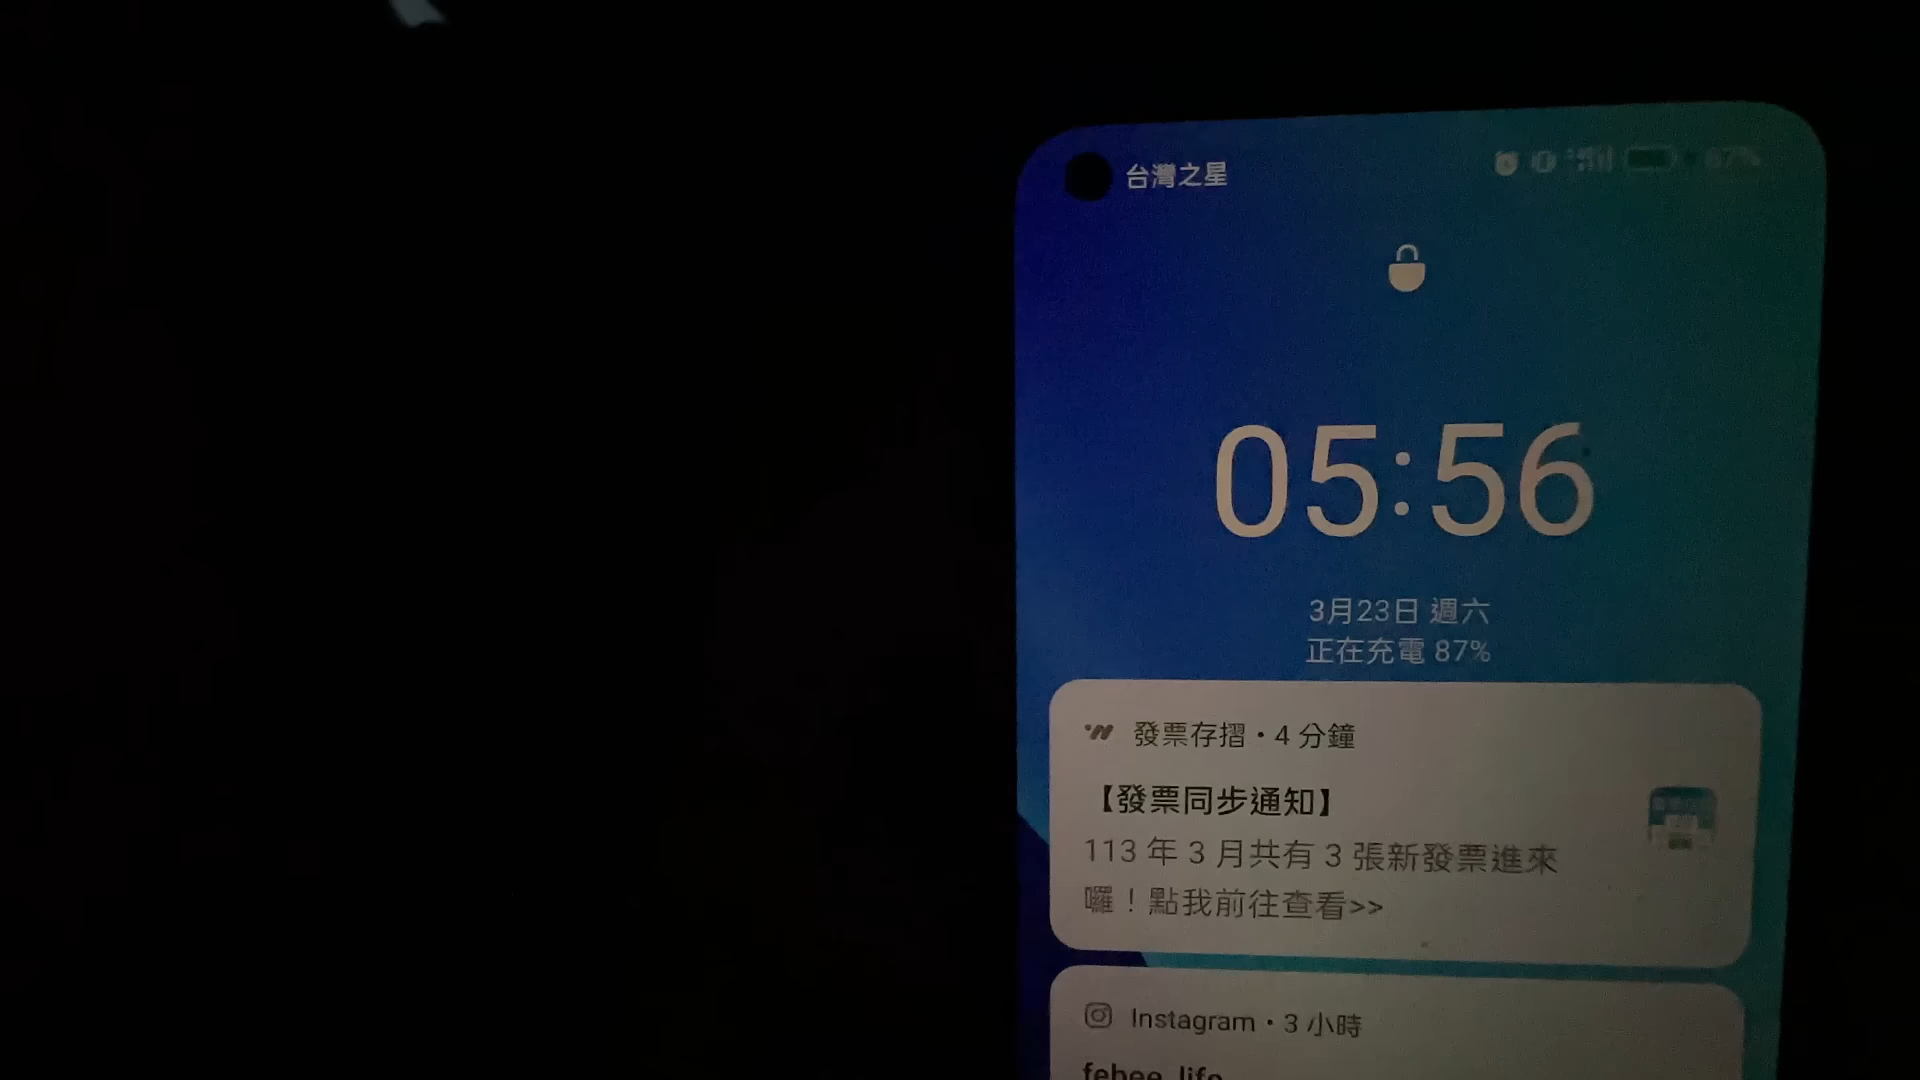 台灣之星
87%
05:56
3月23日 週六
正在充電 87%
發票存摺・4 分鐘
【發票同步通知】
113 年 3 月共有 3 張新發票進來
囉！點我前往查看>>
Instagram・3 小時
febee_life